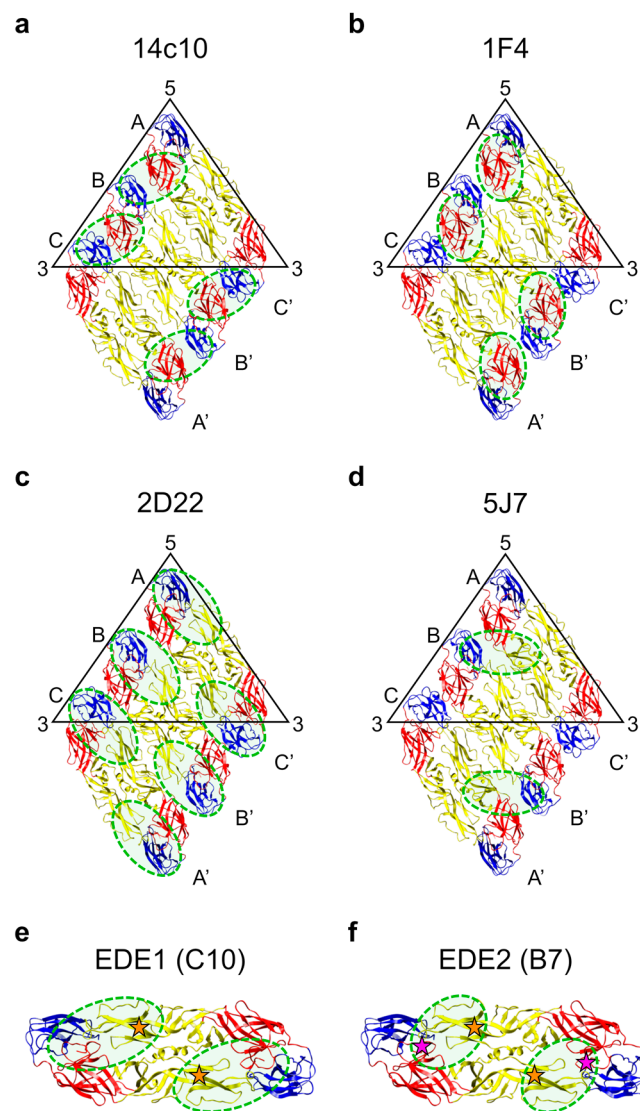 a b
14c10 1F4
5 5
A A
B B
C C
3 3 3 3
C’ C’
B’ B’
A’ A’
c d
2D22 5J7
5 5
A A
B B
C C
3 3 3 3
C’ C’
B’ B’
A’ A’
e f
EDE1 (C10) EDE2 (B7)